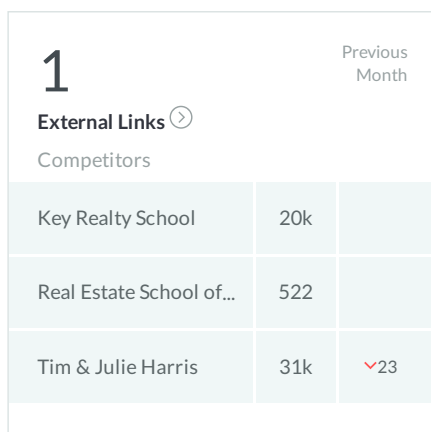 1
Previous
Month
External Links
Competitors
Key Realty School 20k
Real Estate School of... 522
Tim & Julie Harris 31k 23